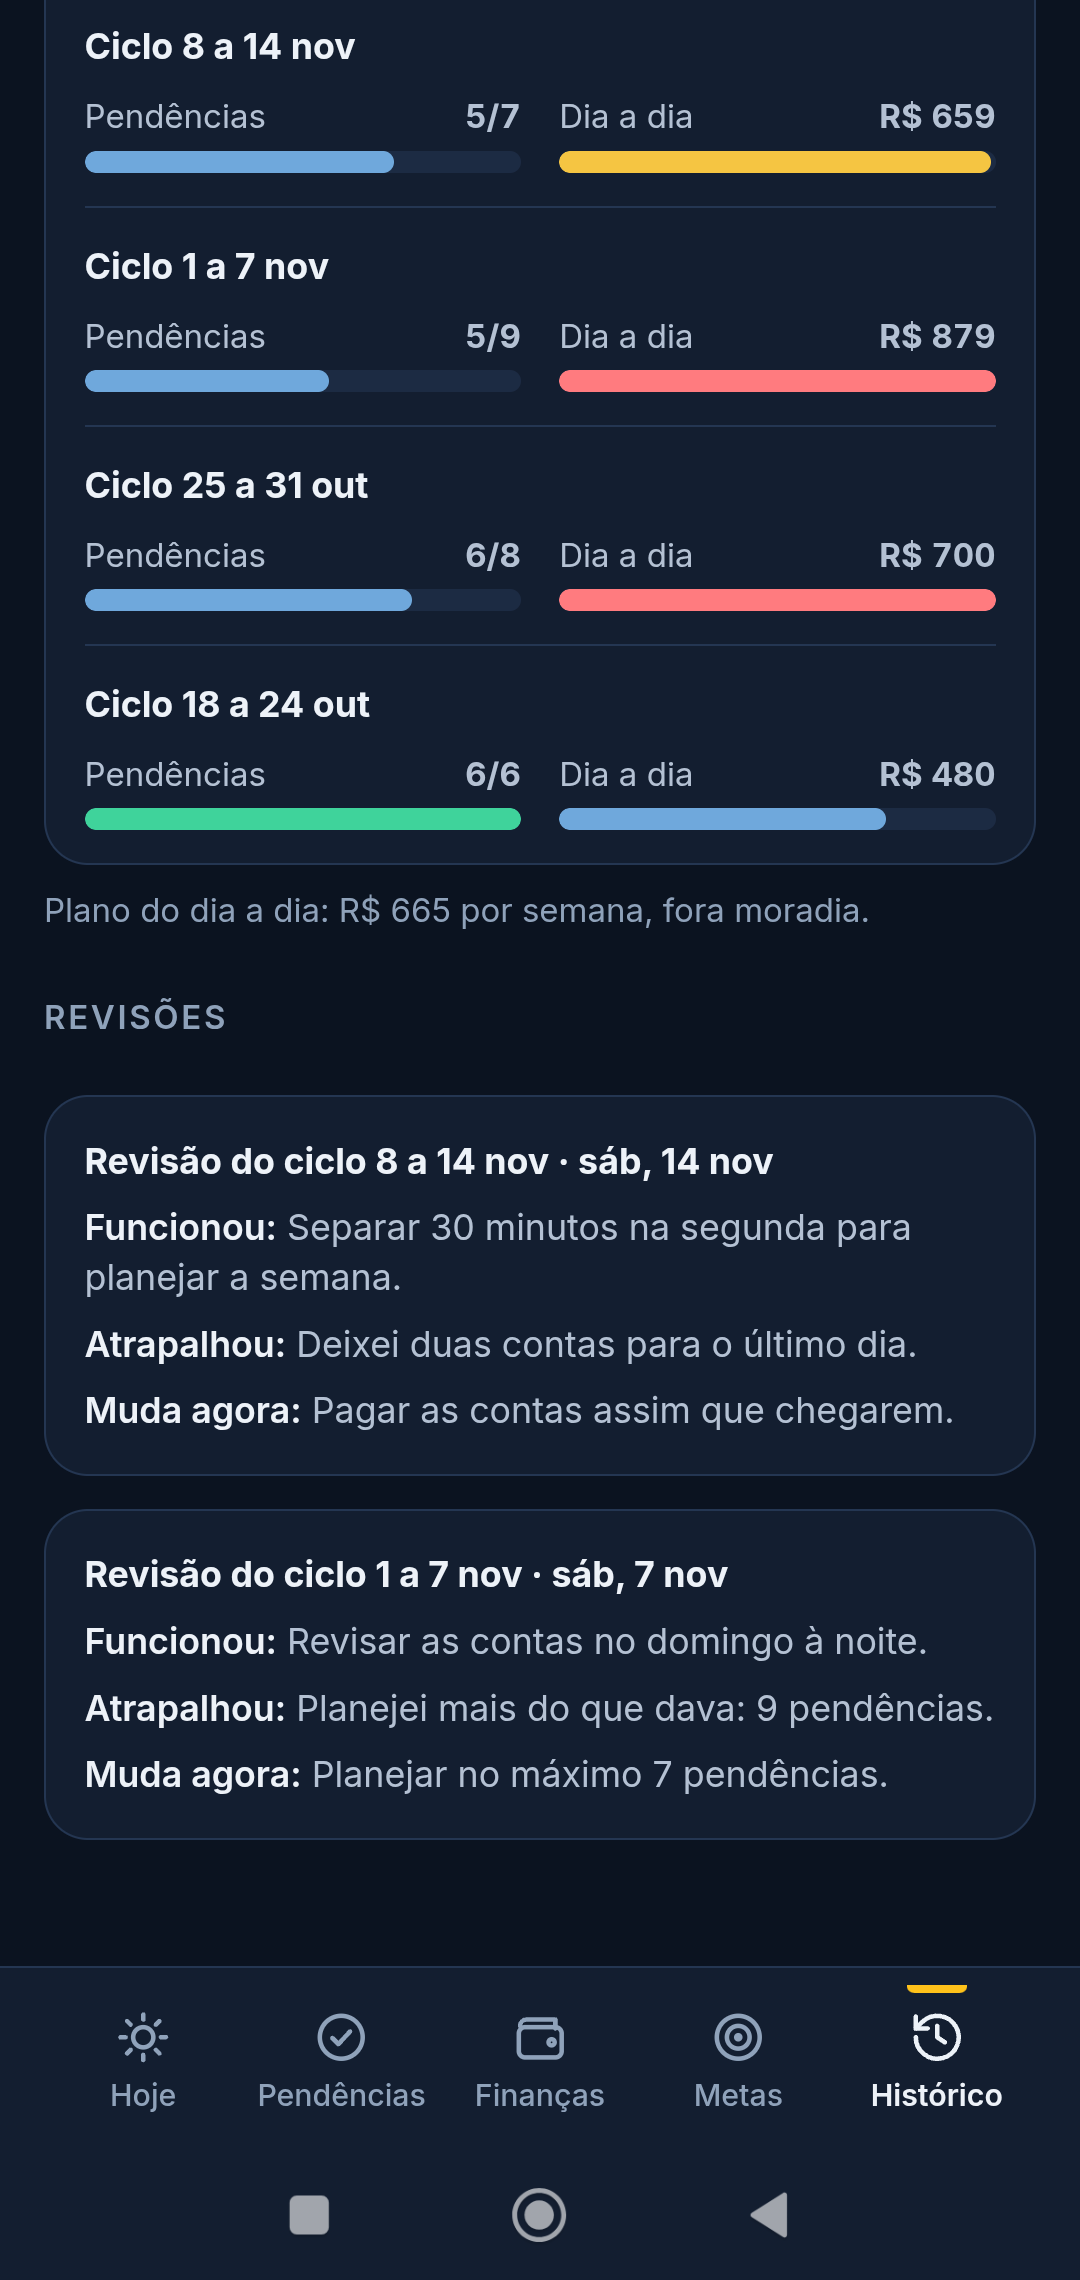 Ciclo 8 a 14 nov
Pendências 5/7 Dia a dia R$ 659
Ciclo 1 a 7 nov
Pendências 5/9 Dia a dia R$ 879
Ciclo 25 a 31 out
Pendências 6/8 Dia a dia R$ 700
Ciclo 18 a 24 out
Pendências 6/6 Dia a dia R$ 480
Plano do dia a dia: R$ 665 por semana, fora moradia.
REVISÕES
Revisão do ciclo 8 a 14 nov · sáb, 14 nov
Funcionou: Separar 30 minutos na segunda para
planejar a semana.
Atrapalhou: Deixei duas contas para o último dia.
Muda agora: Pagar as contas assim que chegarem.
Revisão do ciclo 1 a 7 nov · sáb, 7 nov
Funcionou: Revisar as contas no domingo à noite.
Atrapalhou: Planejei mais do que dava: 9 pendências.
Muda agora: Planejar no máximo 7 pendências.
Hoje Pendências Finanças Metas Histórico